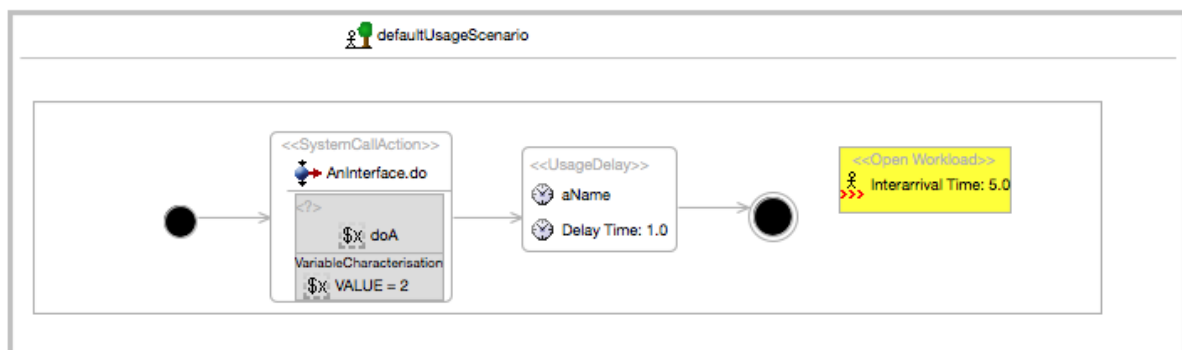 defaultUsageScenario
<<SystemCallAction>>
AnInterface.do
<?>
$x doA
VariableCharacterisation
$x VALUE = 2
<<UsageDelay>>
aName
Delay Time: 1.0
<<Open Workload>>
Interarrival Time: 5.0